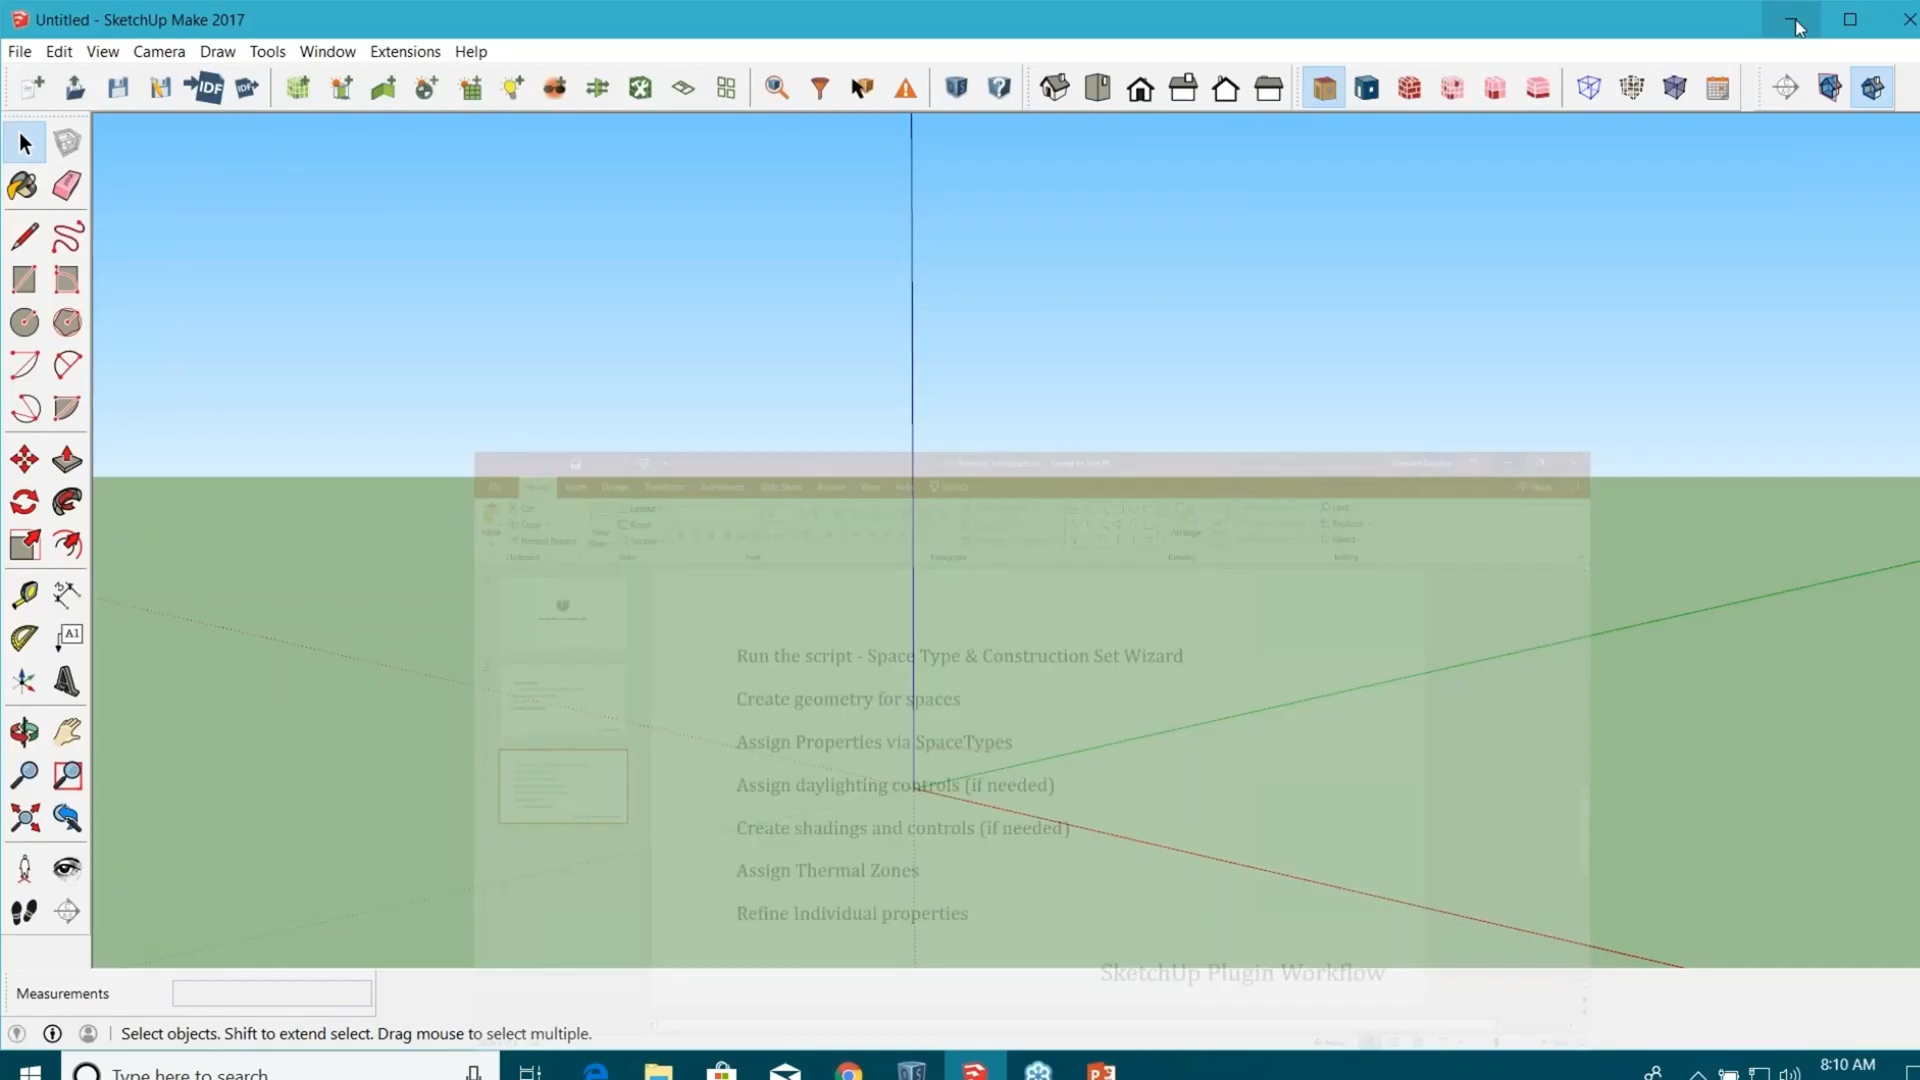 Untitled - SketchUp Make 2017
File Edit View Camera Draw Tools Window Extensions Help
IDF IDF
A1
Run the script - Space Type & Construction Set Wizard
Create geometry for spaces
Assign Properties via SpaceTypes
Assign daylighting controls (if needed)
Create shadings and controls (if needed)
Assign Thermal Zones
Refine Individual properties
SketchUp Plugin Workflow
Measurements
Select objects. Shift to extend select. Drag mouse to select multiple.
Type here to search
8:10 AM